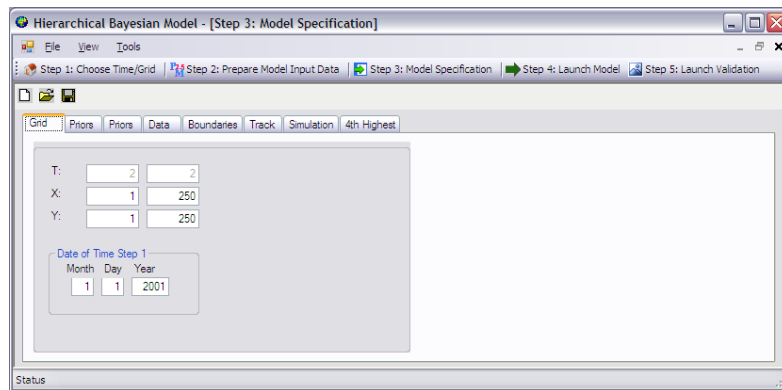 Hierarchical Bayesian Model - [Step 3: Model Specification]
File View Tools
Step 1: Choose Time/Grid PM Step 2: Prepare Model Input Data Step 3: Model Specification Step 4: Launch Model Step 5: Launch Validation
Grid Priors Priors Data Boundaries Track Simulation 4th Highest
T: 2 2
X: 1 250
Y: 1 250
Date of Time Step 1
Month Day Year
1 1 2001
Status